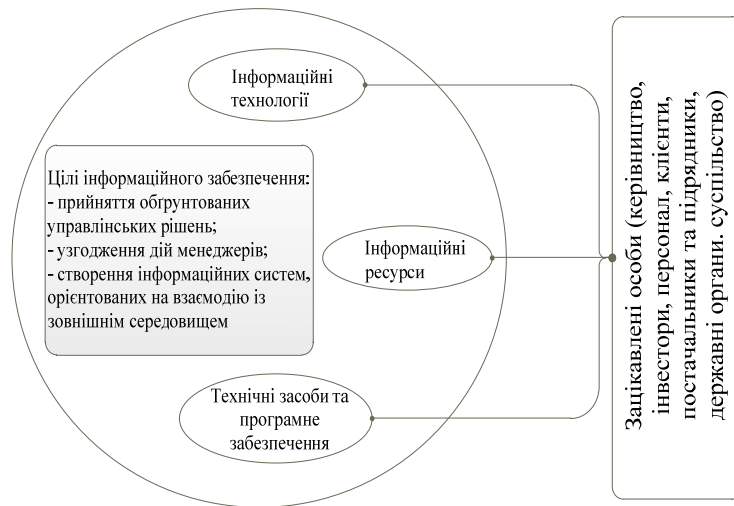 Інформаційні
технології
Цілі інформаційного забезпечення:
- прийняття обґрунтованих
управлінських рішень;
- узгодження дій менеджерів;
- створення інформаційних систем,
орієнтованих на взаємодію із
зовнішнім середовищем
Інформаційні
ресурси
Технічні засоби та
програмне
забезпечення
Зацікавлені особи (керівництво,
інвестори, персонал, клієнти,
постачальники та підрядники,
державні органи. суспільство)